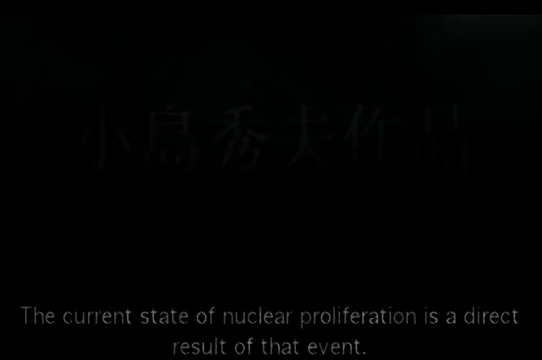 小島秀夫作品
The current state of nuclear proliferation is a direct
result of that event.